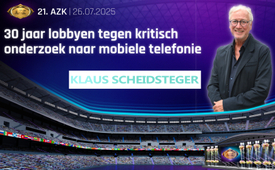 21. AZK | 26.07.2025
30 jaar lobbyen tegen kritisch
onderzoek naar mobiele telefonie
KLAUS SCHEIDSTEGER